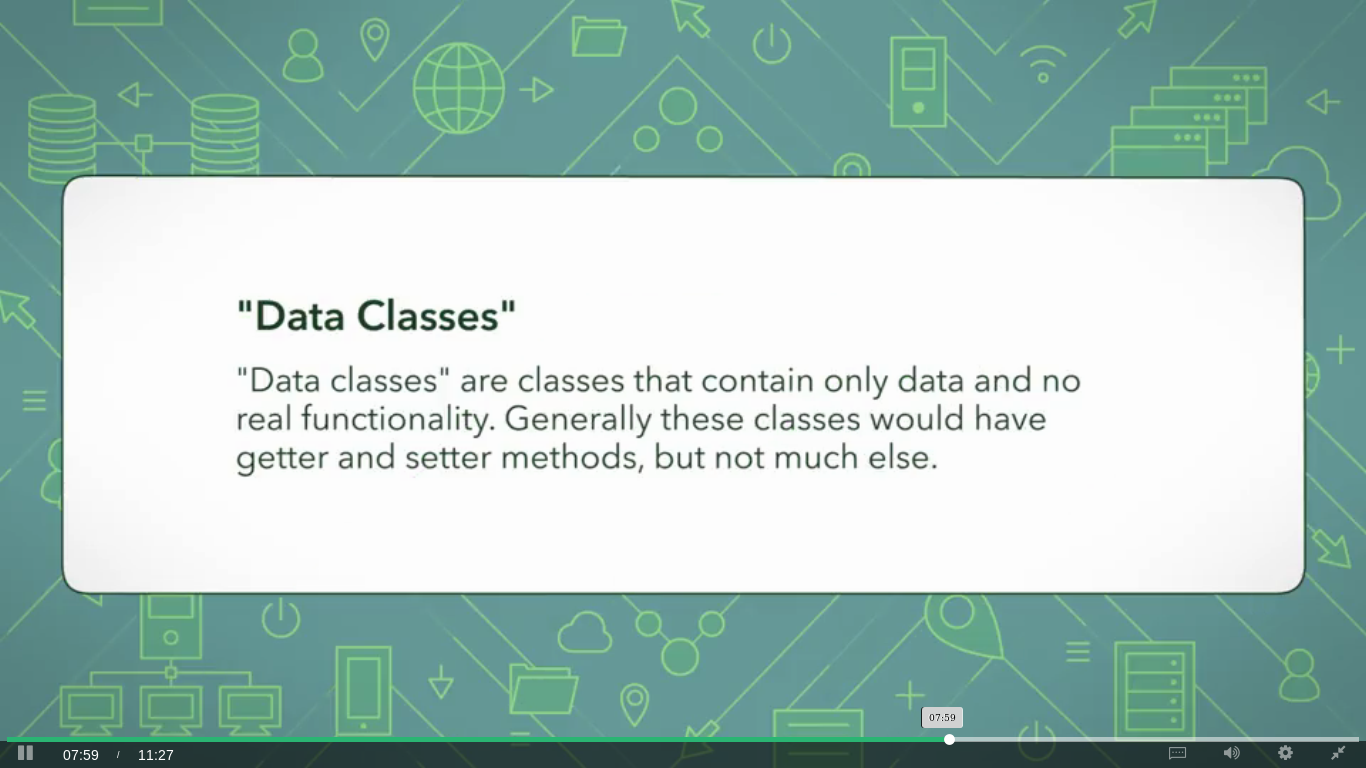 "Data Classes"
"Data classes" are classes that contain only data and no
real functionality. Generally these classes would have
getter and setter methods, but not much else.
07:59
07:59 / 11:27